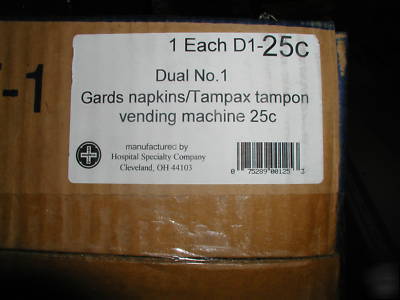 1 Each D1-25c
Dual No.1
Gards napkins/Tampax tampon
vending machine 25c
manufactured by
Hospital Specialty Company
Cleveland, OH 44103
0 75289 00125 3
-1